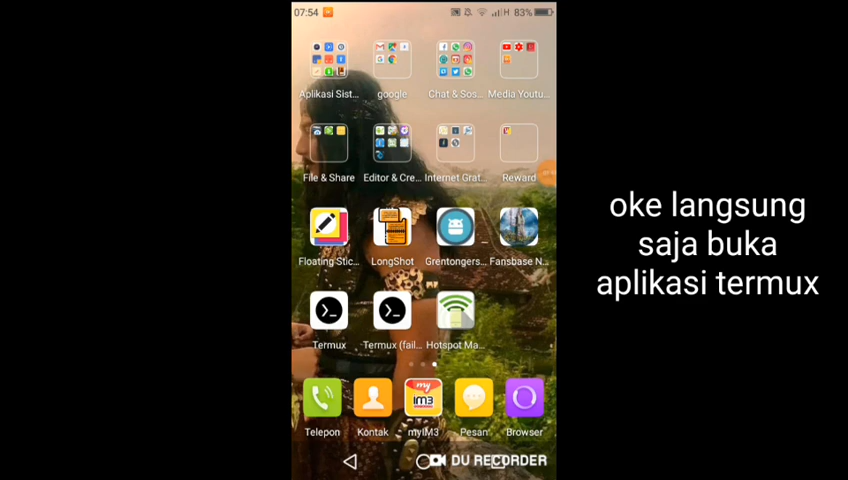 07:54
H 83%
Aplikasi Sist...
google
Chat & Sos...
Media Youtu...
File & Share
Editor & Cre...
Internet Grat...
Reward
Floating Stic...
LongShot
Grentongers...
Fansbase N...
Termux
Termux (fail...
Hotspot Ma...
my
im3
Telepon
Kontak
myIM3
Pesan
Browser
DU RECORDER
oke langsung
saja buka
aplikasi termux